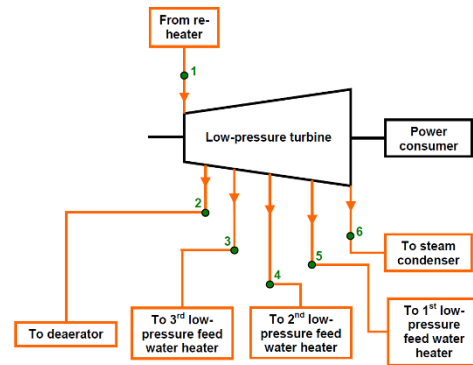 From re-
heater
1
Low-pressure turbine
Power
consumer
2
3
4
5
6
To steam
condenser
To deaerator
To 3rd low-
pressure feed
water heater
To 2nd low-
pressure feed
water heater
To 1st low-
pressure
feed water
heater